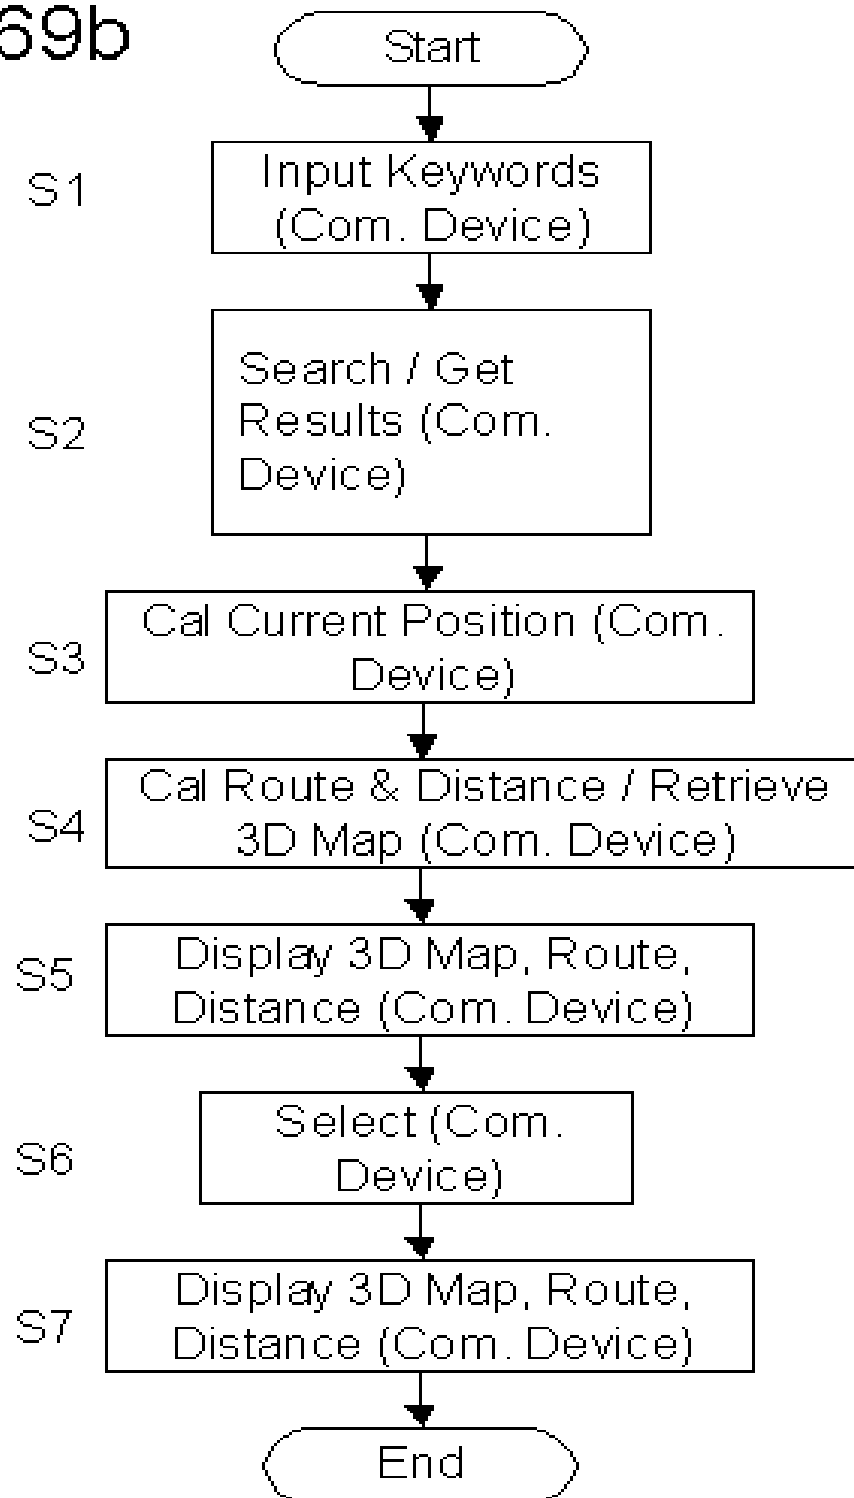 69b
Start
S1
Input Keywords
(Com. Device)
S2
Search / Get
Results (Com.
Device)
S3
Cal Current Position (Com.
Device)
S4
Cal Route & Distance / Retrieve
3D Map (Com. Device)
S5
Display 3D Map, Route,
Distance (Com. Device)
S6
Select (Com.
Device)
S7
Display 3D Map, Route,
Distance (Com. Device)
End